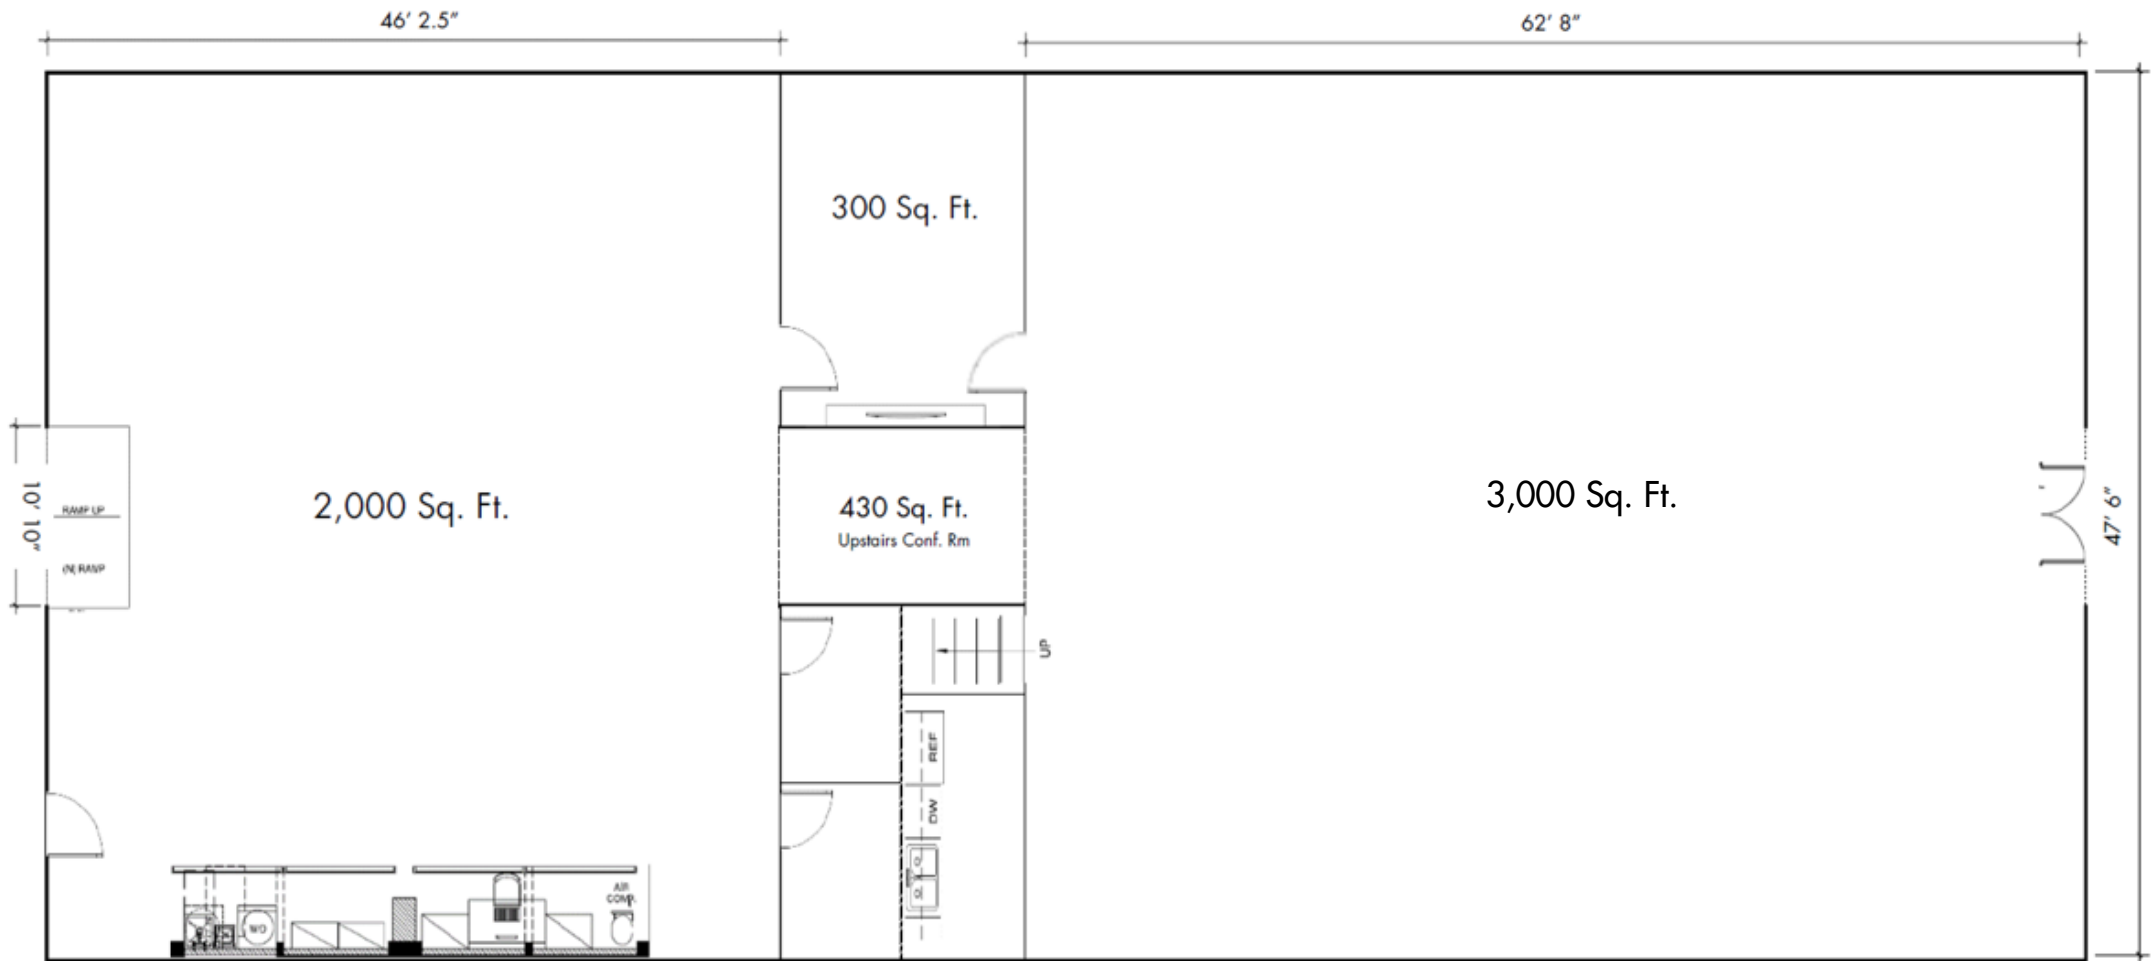 46' 2.5"
62' 8"
300 Sq. Ft.
10' 10"
RAMP UP
(N) RAMP
2,000 Sq. Ft.
430 Sq. Ft.
Upstairs Conf. Rm
3,000 Sq. Ft.
47' 6"
UP
REF
DW
AIR
COMP.